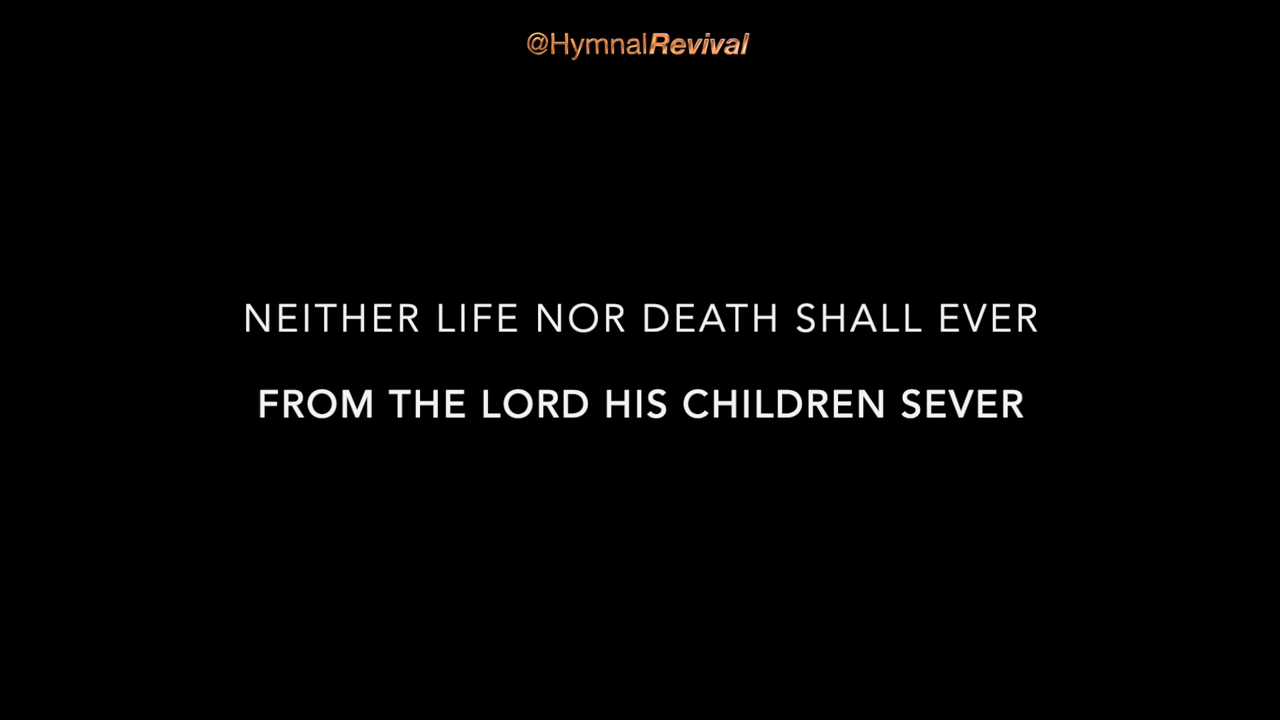 @HymnalRevival
NEITHER LIFE NOR DEATH SHALL EVER
FROM THE LORD HIS CHILDREN SEVER